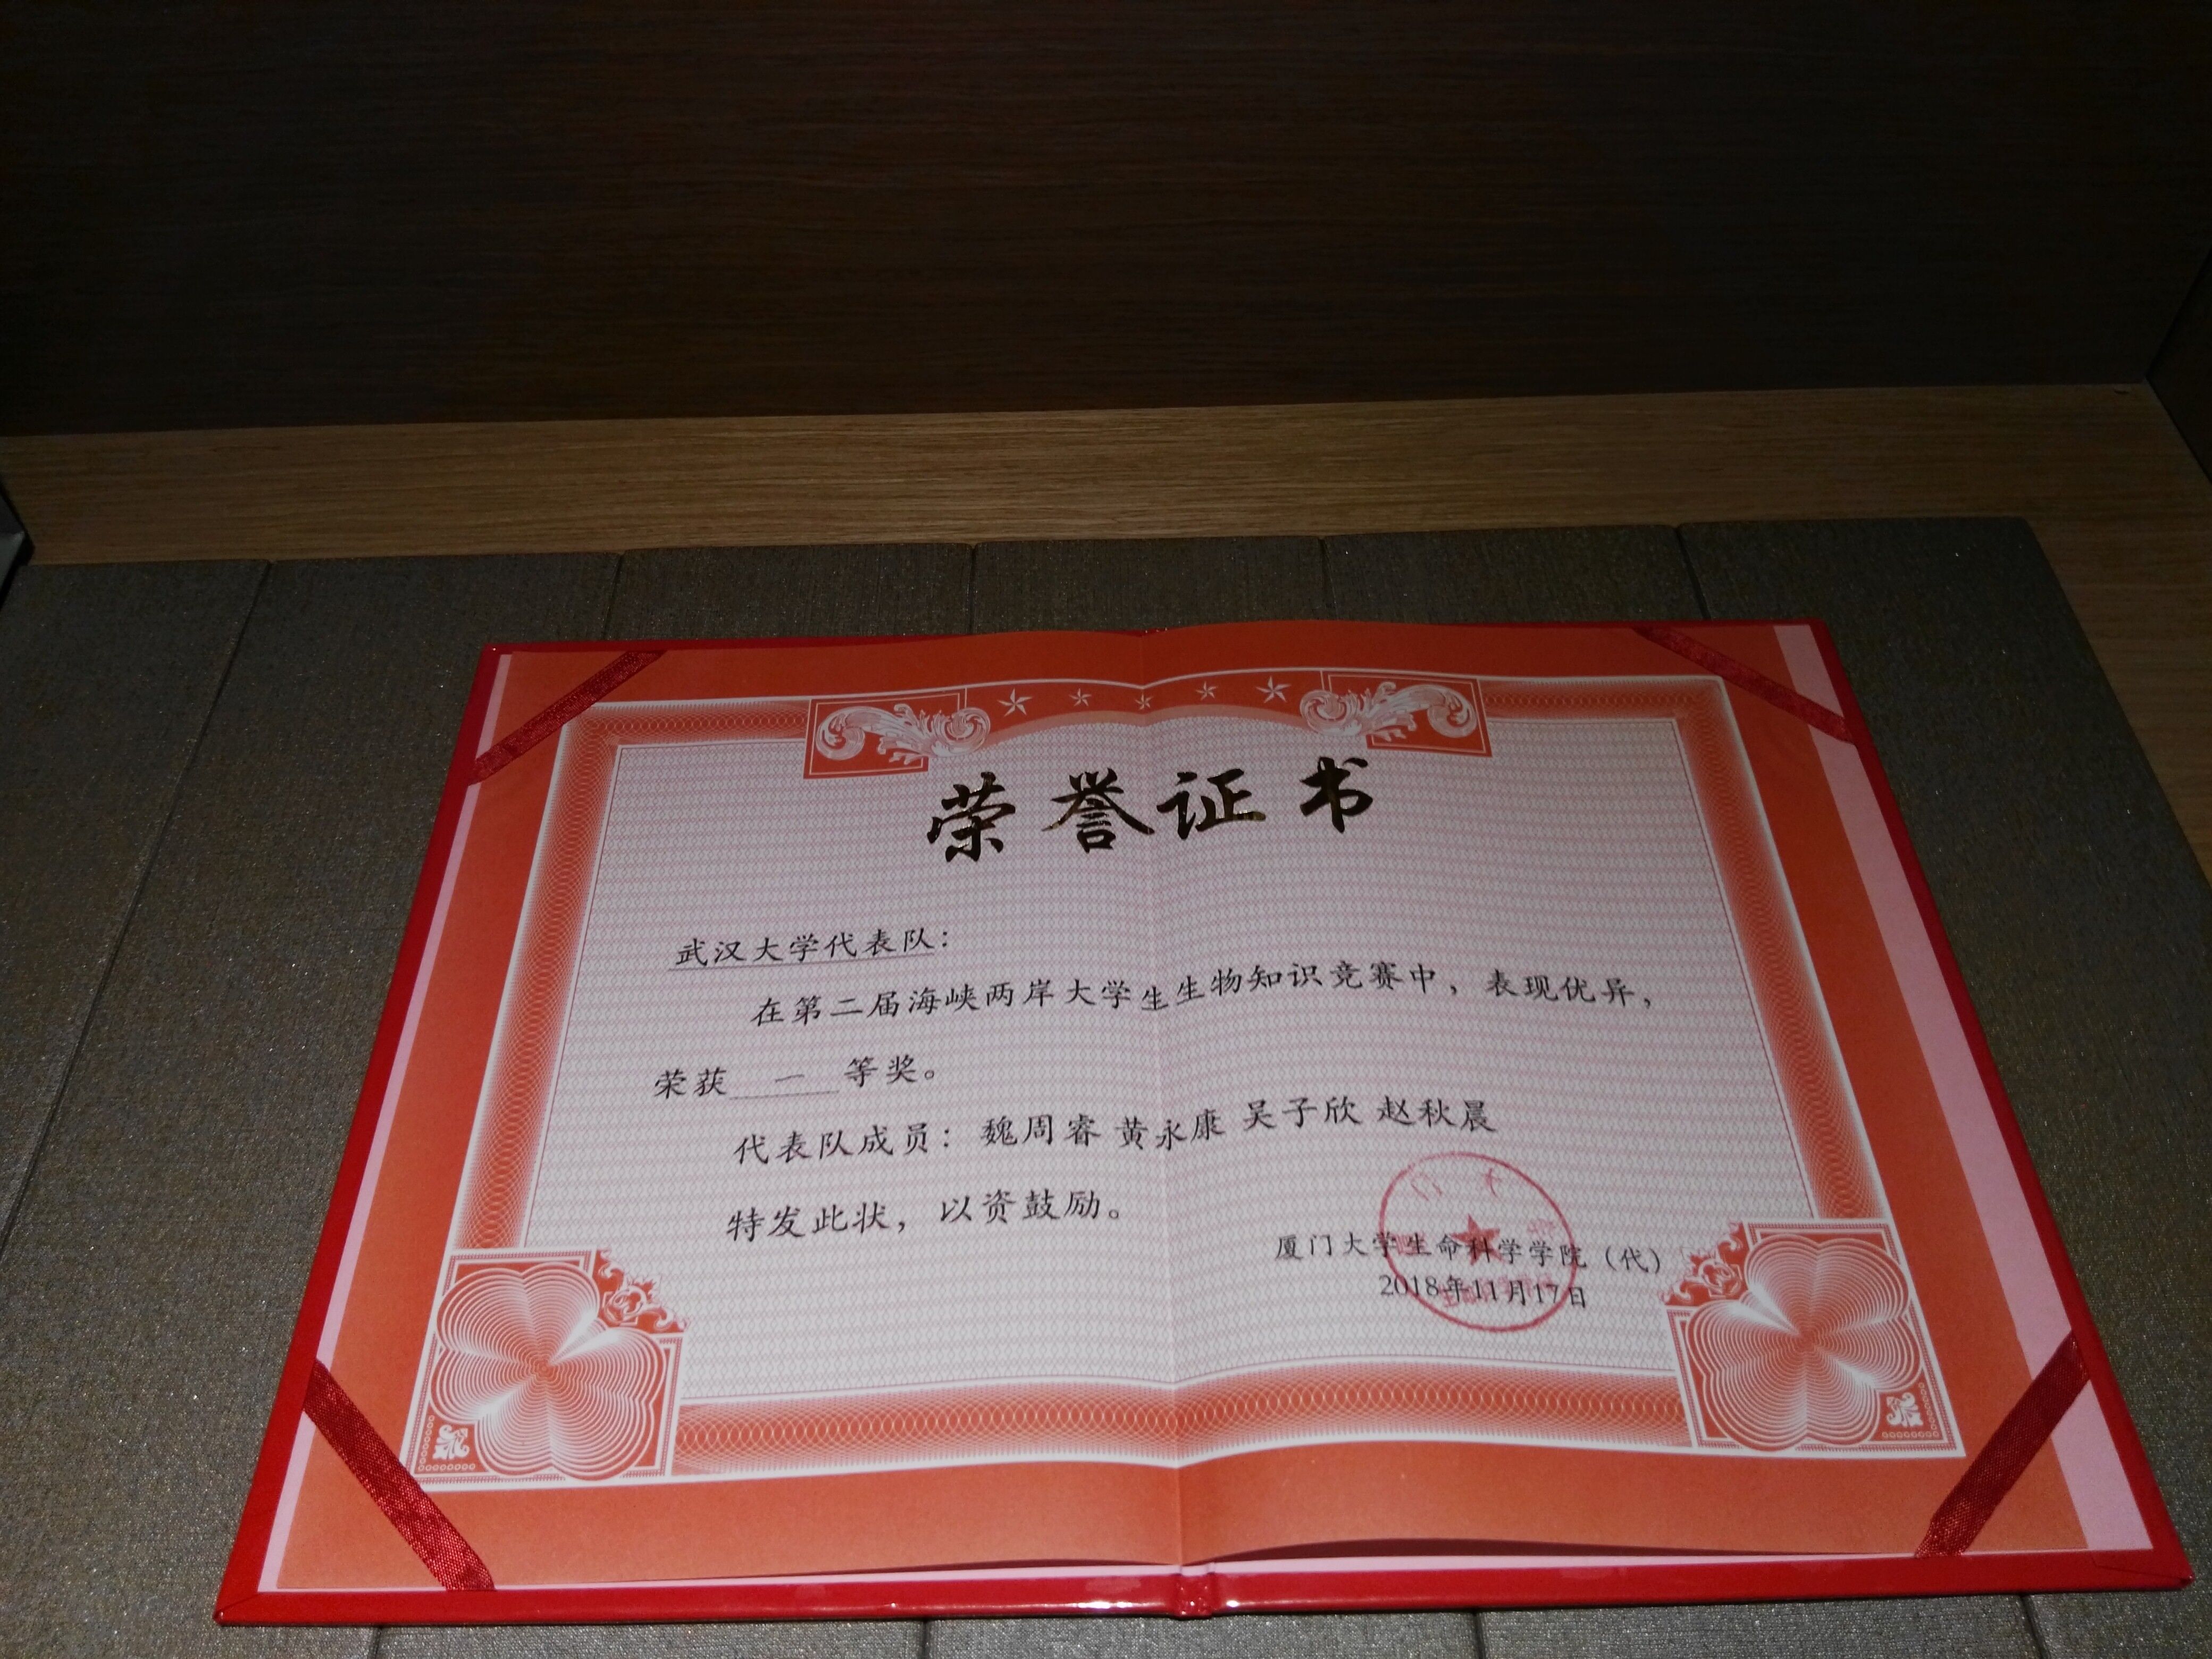 荣誉证书
武汉大学代表队：
在第二届海峡两岸大学生生物知识竞赛中，表现优异，
荣获 一 等奖。
代表队成员：魏周睿 黄永康 吴子欣 赵秋晨
特发此状，以资鼓励。
厦门大学生命科学学院（代）
2018年11月17日